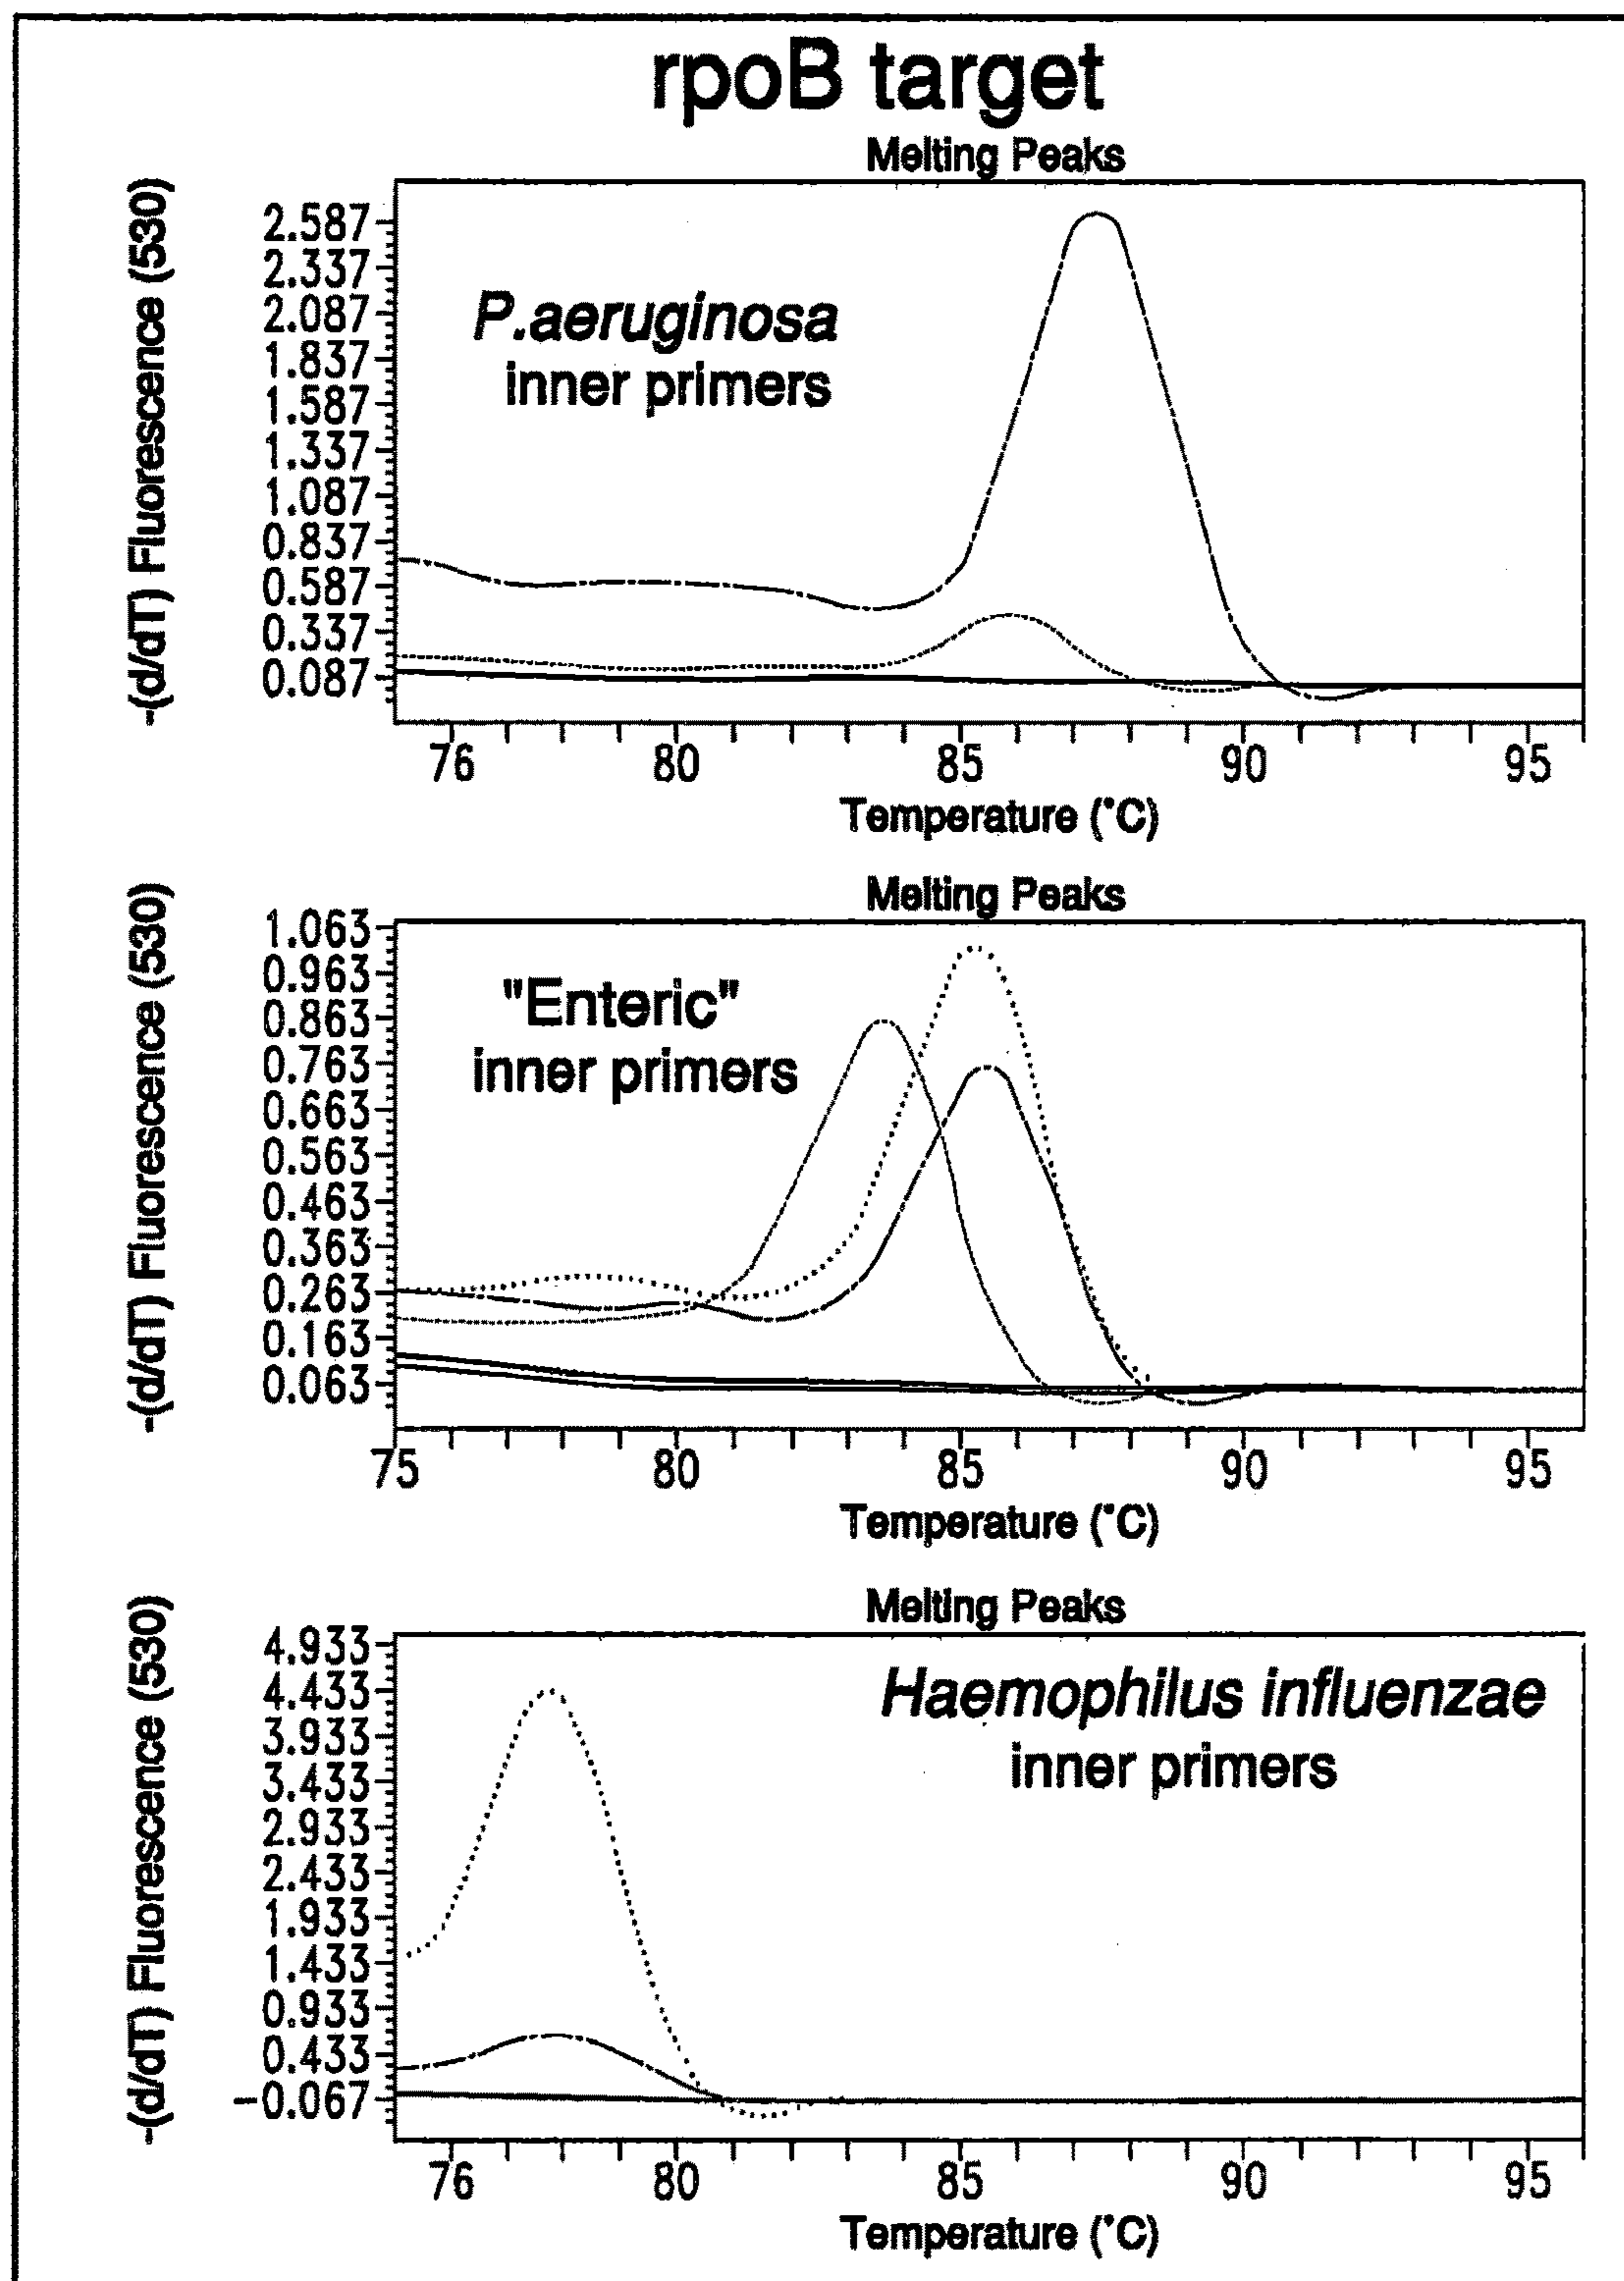 rpoB target
Melting Peaks
-(d/dT) Fluorescence (530)
2.587
2.337
2.087
1.837
1.587
1.337
1.087
0.837
0.587
0.337
0.087
P.aeruginosa
inner primers
76 80 85 90 95
Temperature (°C)
Melting Peaks
-(d/dT) Fluorescence (530)
1.063
0.963
0.863
0.763
0.663
0.563
0.463
0.363
0.263
0.163
0.063
"Enteric"
inner primers
75 80 85 90 95
Temperature (°C)
Melting Peaks
-(d/dT) Fluorescence (530)
4.933
4.433
3.933
3.433
2.933
2.433
1.933
1.433
0.933
0.433
-0.067
Haemophilus influenzae
inner primers
76 80 85 90 95
Temperature (°C)